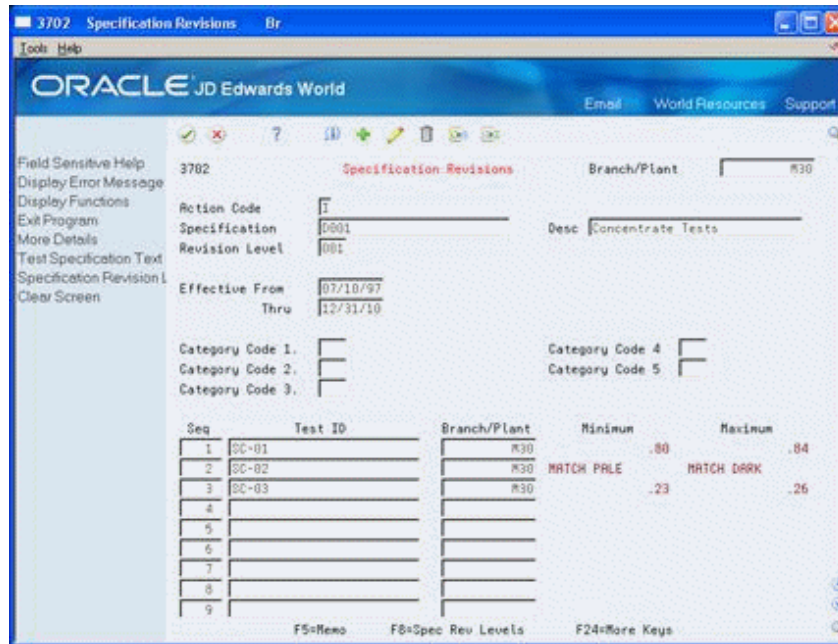 3702 Specification Revisions Br
Tools Help
ORACLE JD Edwards World
Email World Resources Support
Field Sensitive Help
Display Error Message
Display Functions
Exit Program
More Details
Test Specification Text
Specification Revision L
Clear Screen
3702 Specification Revisions Branch/Plant M30
Action Code I
Specification D001 Desc Concentrate Tests
Revision Level 001
Effective From 07/10/97
Thru 12/31/10
Category Code 1. Category Code 4
Category Code 2. Category Code 5
Category Code 3.
Seq Test ID Branch/Plant Minimum Maximum
1 SC-01 M30 .80 .84
2 SC-02 M30 MATCH PALE MATCH DARK
3 SC-03 M30 .23 .26
4
5
6
7
8
9
F5=Memo F8=Spec Rev Levels F24=More Keys